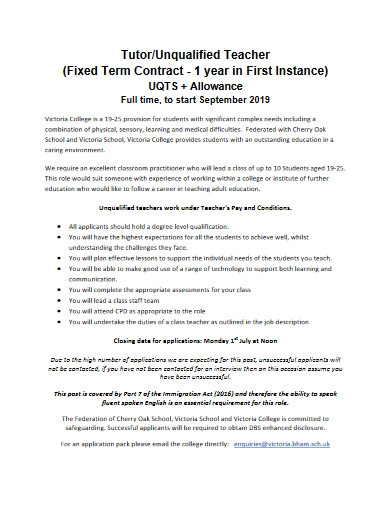 Tutor/Unqualified Teacher
(Fixed Term Contract - 1 year in First Instance)
UQTS + Allowance
Full time, to start September 2019
Victoria College is a 19-25 provision for students with significant complex needs including a
combination of physical, sensory, learning and medical difficulties.  Federated with Cherry Oak
School and Victoria School, Victoria College provides students with an outstanding education in a
caring environment.
We require an excellent classroom practitioner who will lead a class of up to 10 Students aged 19-25.
This role would suit someone with experience of working within a college or institute of further
education who would like to follow a career in teaching adult education.
Unqualified teachers work under Teacher's Pay and Conditions.
• All applicants should hold a degree level qualification.
• You will have the highest expectations for all the students to achieve well, whilst
understanding the challenges they face.
• You will plan effective lessons to support the individual needs of the students you teach.
• You will be able to make good use of a range of technology to support both learning and
communication.
• You will complete the appropriate assessments for your class
• You will lead a class staff team
• You will attend CPD as appropriate to the role
• You will undertake the duties of a class teacher as outlined in the job description
Closing date for applications: Monday 1st July at Noon
Due to the high number of applications we are expecting for this post, unsuccessful applicants will
not be contacted, if you have not been contacted for an interview then on this occasion assume you
have been unsuccessful.
This post is covered by Part 7 of the Immigration Act (2016) and therefore the ability to speak
fluent spoken English is an essential requirement for this role.
The Federation of Cherry Oak School, Victoria School and Victoria College is committed to
safeguarding. Successful applicants will be required to obtain DBS enhanced disclosure.
For an application pack please email the college directly:  enquiries@victoria.bham.sch.uk